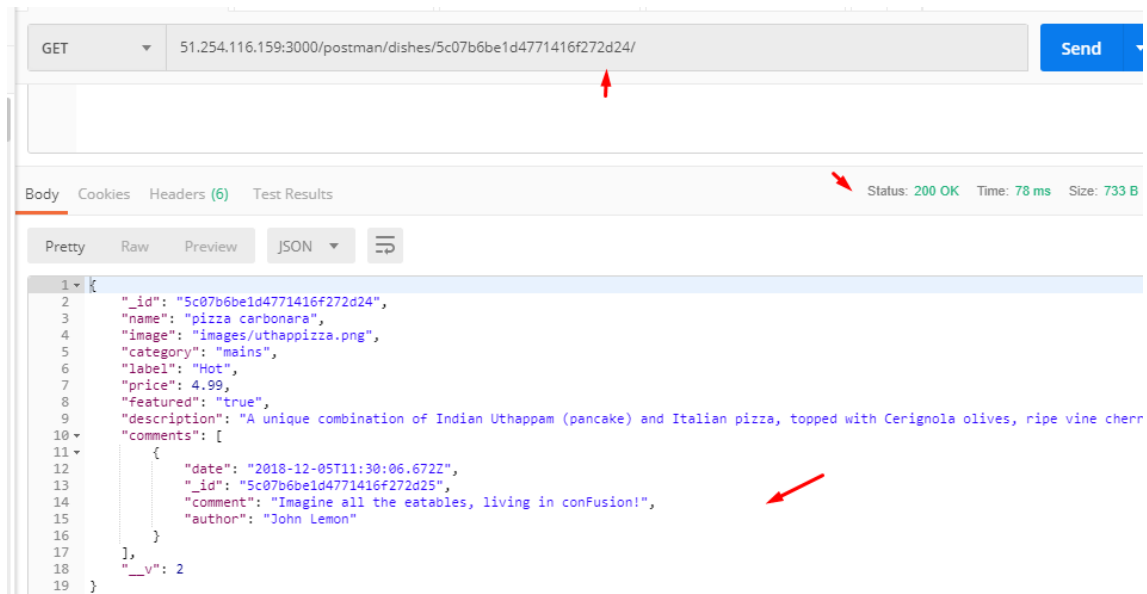 GET 51.254.116.159:3000/postman/dishes/5c07b6be1d4771416f272d24/ Send
Body Cookies Headers (6) Test Results Status: 200 OK Time: 78 ms Size: 733 B
Pretty Raw Preview JSON
1 {
2 "_id": "5c07b6be1d4771416f272d24",
3 "name": "pizza carbonara",
4 "image": "images/uthappizza.png",
5 "category": "mains",
6 "label": "Hot",
7 "price": 4.99,
8 "featured": "true",
9 "description": "A unique combination of Indian Uthappam (pancake) and Italian pizza, topped with Cerignola olives, ripe vine cherr
10 "comments": [
11 {
12 "date": "2018-12-05T11:30:06.672Z",
13 "_id": "5c07b6be1d4771416f272d25",
14 "comment": "Imagine all the eatables, living in conFusion!",
15 "author": "John Lemon"
16 }
17 ],
18 "__v": 2
19 }